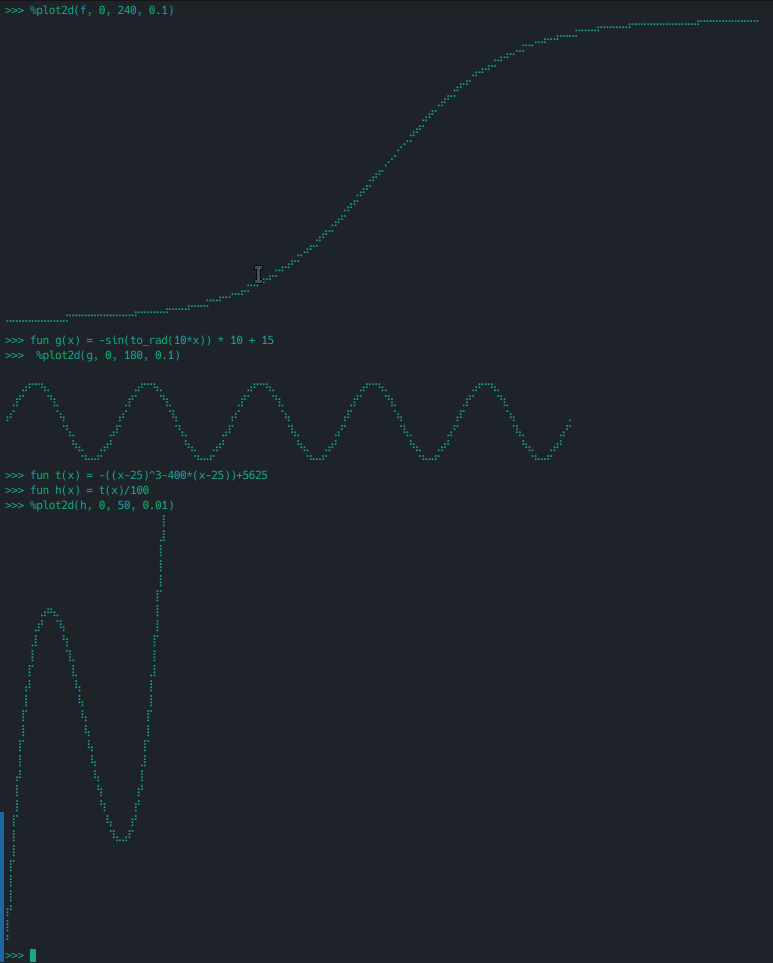 >>> %plot2d(f, 0, 240, 0.1)
>>> fun g(x) = -sin(to_rad(10*x)) * 10 + 15
>>>  %plot2d(g, 0, 180, 0.1)
>>> fun t(x) = -((x-25)^3-400*(x-25))+5625
>>> fun h(x) = t(x)/100
>>> %plot2d(h, 0, 50, 0.01)
>>>